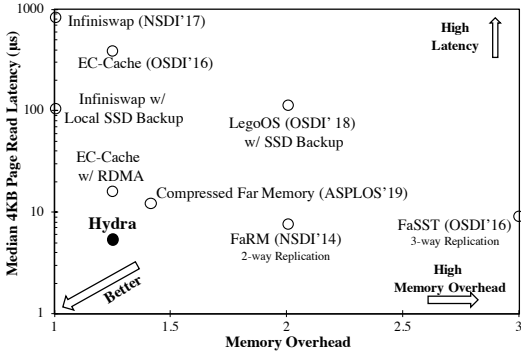 1000
Infiniswap (NSDI'17)
High
Latency
EC-Cache (OSDI'16)
Median 4KB Page Read Latency (µs)
100
Infiniswap w/
Local SSD Backup
LegoOS (OSDI' 18)
w/ SSD Backup
EC-Cache
w/ RDMA
Compressed Far Memory (ASPLOS'19)
10
Hydra
FaRM (NSDI'14)
2-way Replication
FaSST (OSDI'16)
3-way Replication
Better
High
Memory Overhead
1
1
1.5
2
2.5
3
Memory Overhead